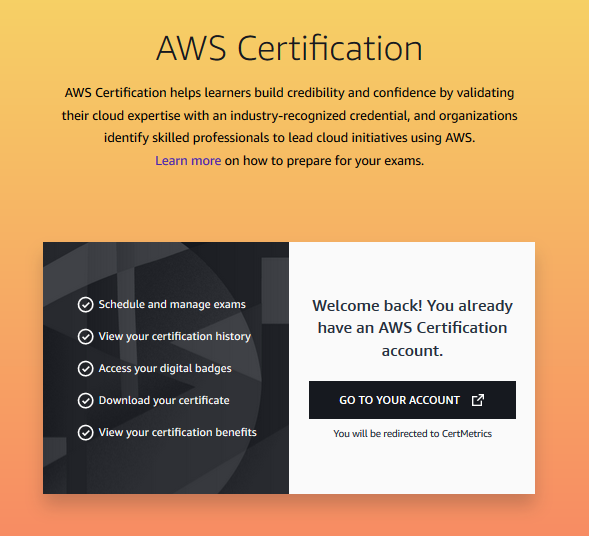 AWS Certification
AWS Certification helps learners build credibility and confidence by validating
their cloud expertise with an industry-recognized credential, and organizations
identify skilled professionals to lead cloud initiatives using AWS.
Learn more on how to prepare for your exams.
Schedule and manage exams
View your certification history
Access your digital badges
Download your certificate
View your certification benefits
Welcome back! You already
have an AWS Certification
account.
GO TO YOUR ACCOUNT
You will be redirected to CertMetrics